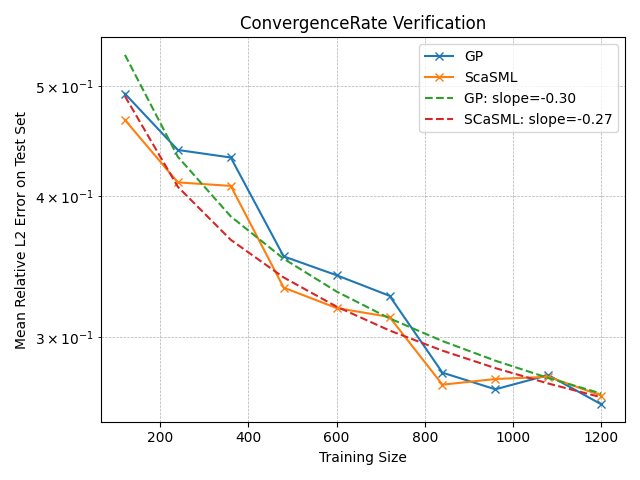 ConvergenceRate Verification
GP
ScaSML
GP: slope=-0.30
SCaSML: slope=-0.27
Mean Relative L2 Error on Test Set
5 × 10⁻¹
4 × 10⁻¹
3 × 10⁻¹
200 400 600 800 1000 1200
Training Size